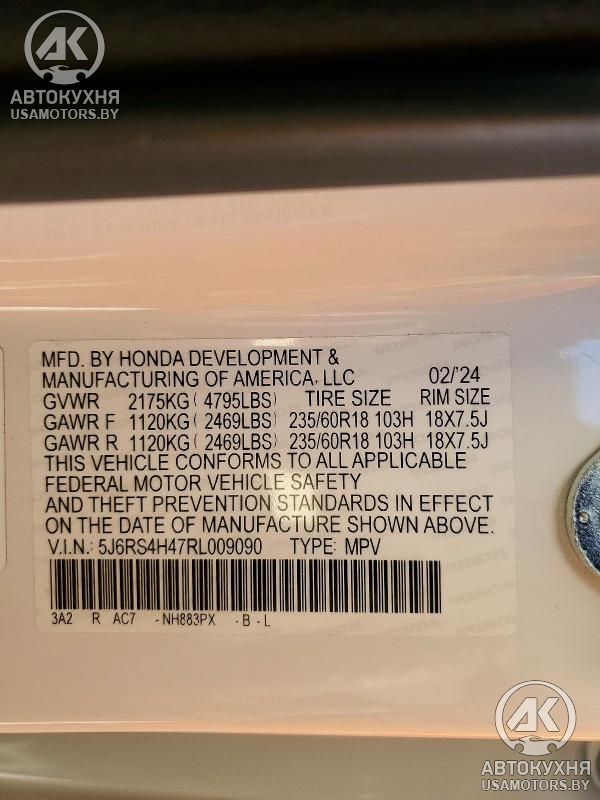 АК
АВТОКУХНЯ
USAMOTORS.BY
MFD. BY HONDA DEVELOPMENT &
MANUFACTURING OF AMERICA, LLC 02/'24
GVWR 2175KG ( 4795LBS) TIRE SIZE RIM SIZE
GAWR F 1120KG ( 2469LBS) 235/60R18 103H 18X7.5J
GAWR R 1120KG ( 2469LBS) 235/60R18 103H 18X7.5J
THIS VEHICLE CONFORMS TO ALL APPLICABLE
FEDERAL MOTOR VEHICLE SAFETY
AND THEFT PREVENTION STANDARDS IN EFFECT
ON THE DATE OF MANUFACTURE SHOWN ABOVE.
V.I.N.: 5J6RS4H47RL009090 TYPE: MPV
3A2 R AC7 -NH883PX -B-L
АК
АВТОКУХНЯ
USAMOTORS.BY